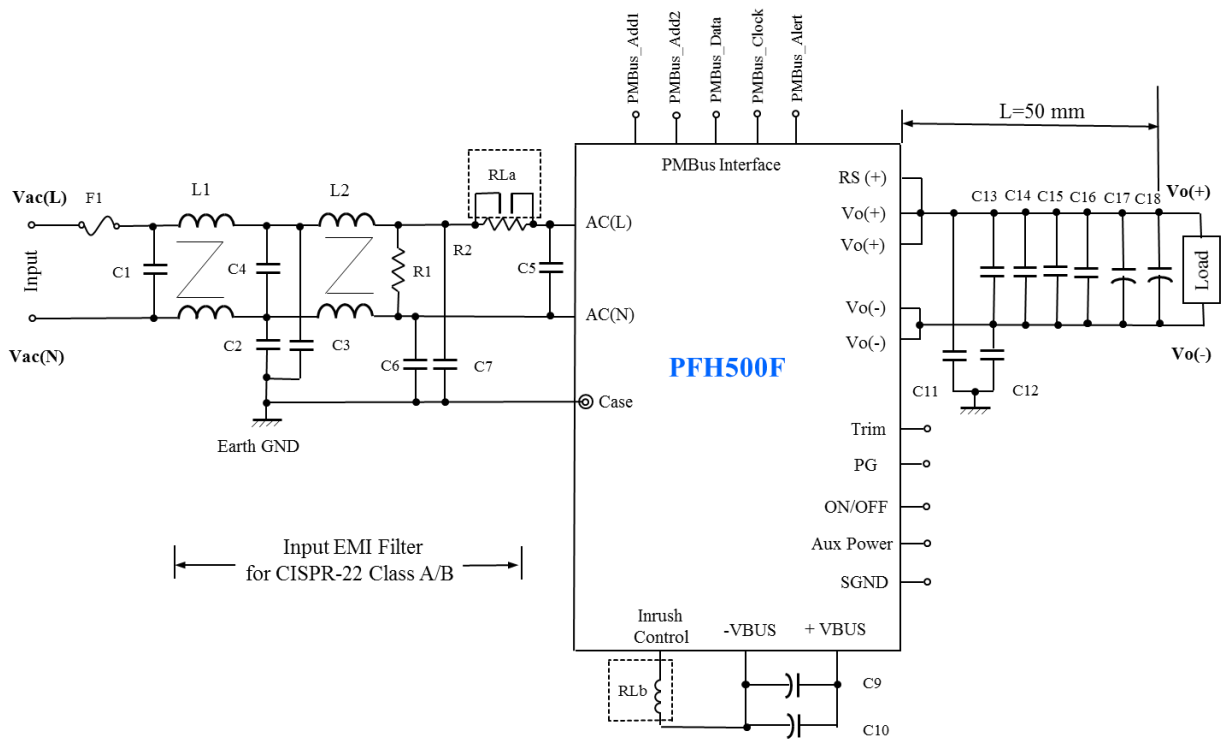 PMBus_Add1
PMBus_Add2
PMBus_Data
PMBus_Clock
PMBus_Alert
L=50 mm
PMBus Interface
RLa
RS (+)
Vac(L)
F1
L1
L2
C13
C14
C15
C16
C17
C18
Vo(+)
Vo(+)
AC(L)
R2
Vo(+)
Input
C1
C4
R1
C5
Load
AC(N)
Vo(-)
Vac(N)
C2
C3
Vo(-)
Vo(-)
C6
C7
PFH500F
C11
C12
Case
Earth GND
Trim
PG
ON/OFF
Input EMI Filter
for CISPR-22 Class A/B
Aux Power
SGND
Inrush
Control
-VBUS
+ VBUS
RLb
C9
C10